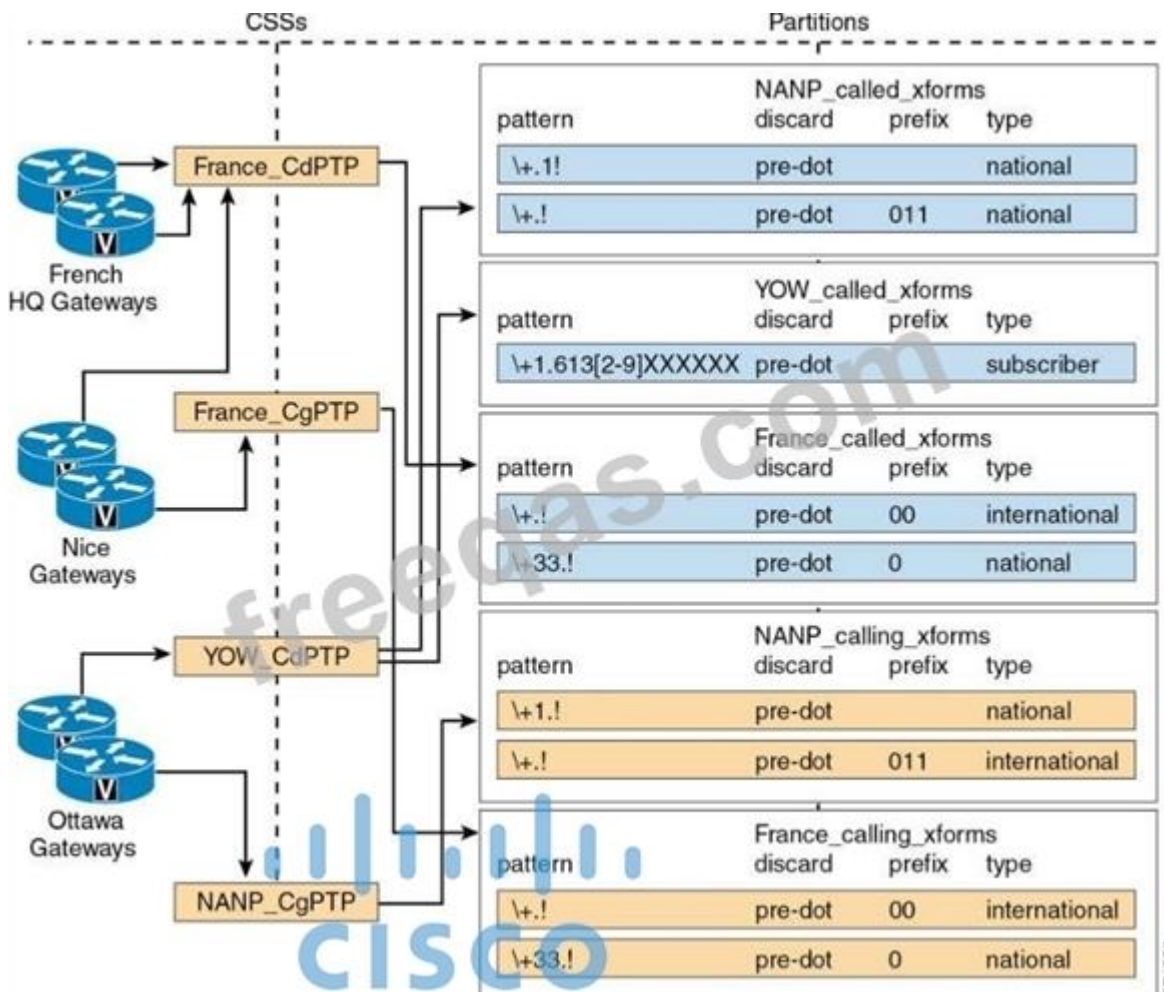 CSSs Partitions
NANP_called_xforms
pattern discard prefix type
\+.1! pre-dot national
\+.! pre-dot 011 national
France_CdPTP
V
V
French
HQ Gateways
YOW_called_xforms
pattern discard prefix type
\+1.613[2-9]XXXXXX pre-dot subscriber
France_CgPTP
France_called_xforms
pattern discard prefix type
\+.! pre-dot 00 international
\+33.! pre-dot 0 national
V
V
Nice
Gateways
freeqas.com
YOW_CdPTP
NANP_calling_xforms
pattern discard prefix type
\+1.! pre-dot national
\+.! pre-dot 011 international
V
V
Ottawa
Gateways
NANP_CgPTP
France_calling_xforms
pattern discard prefix type
\+.! pre-dot 00 international
\+33.! pre-dot 0 national
CISCO